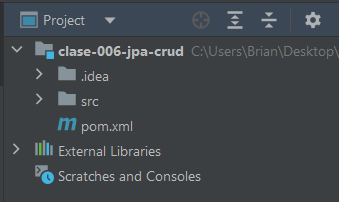 Project
clase-006-jpa-crud C:\Users\Brian\Desktop\
.idea
src
pom.xml
External Libraries
Scratches and Consoles